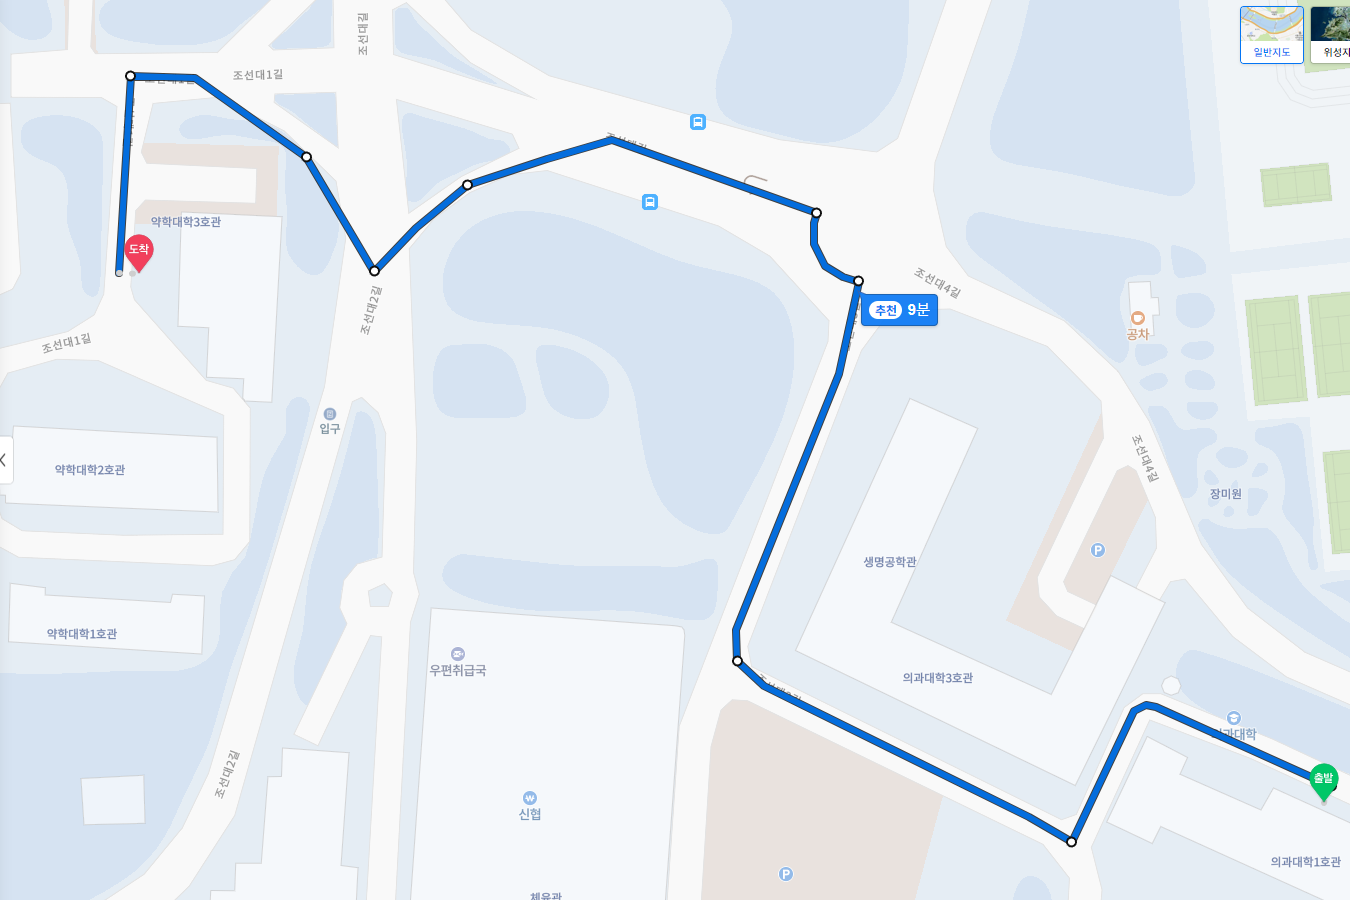 일반지도
위성지
조선대길
조선대1길
약학대학3호관
도착
조선대2길
조선대4길
추천 9분
조선대1길
공차
입구
조선대4길
약학대학2호관
장미원
P
생명공학관
약학대학1호관
우편취급국
의과대학3호관
의과대학
조선대2길
출발
신협
의과대학1호관
P
체육관